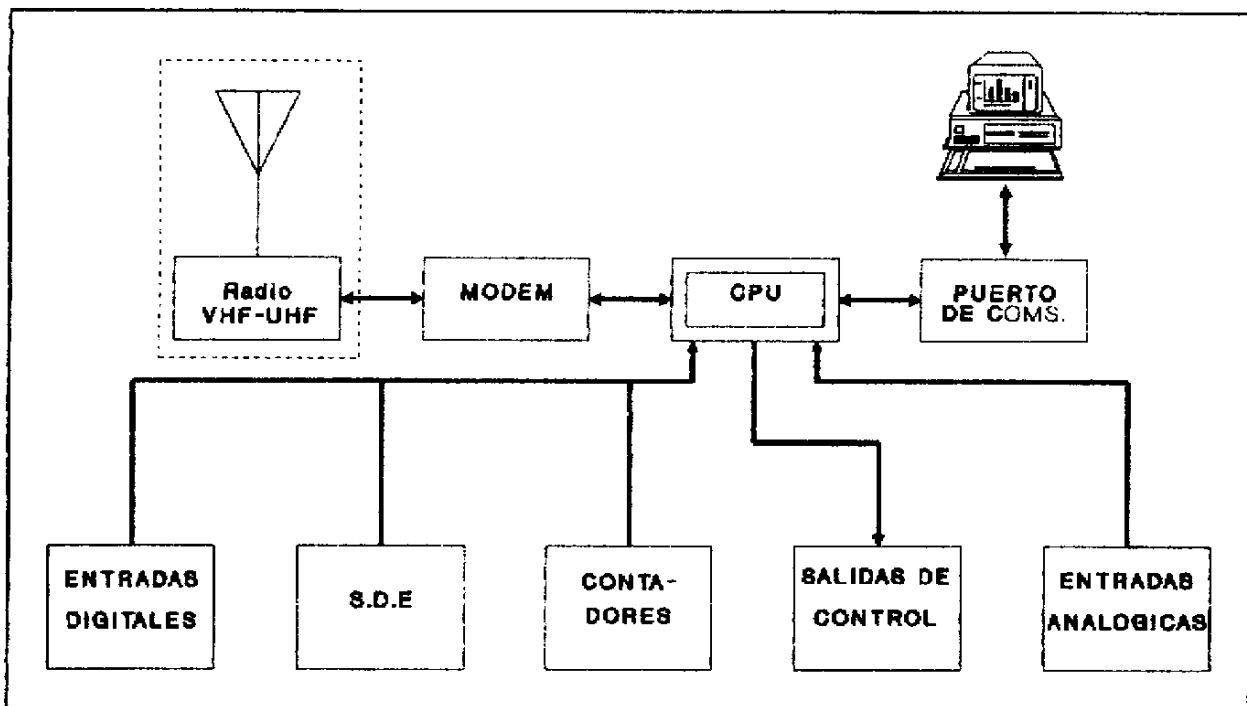 Radio
VHF-UHF
MODEM
CPU
PUERTO
DE COMS.
ENTRADAS
DIGITALES
S.D.E
CONTA-
DORES
SALIDAS DE
CONTROL
ENTRADAS
ANALOGICAS